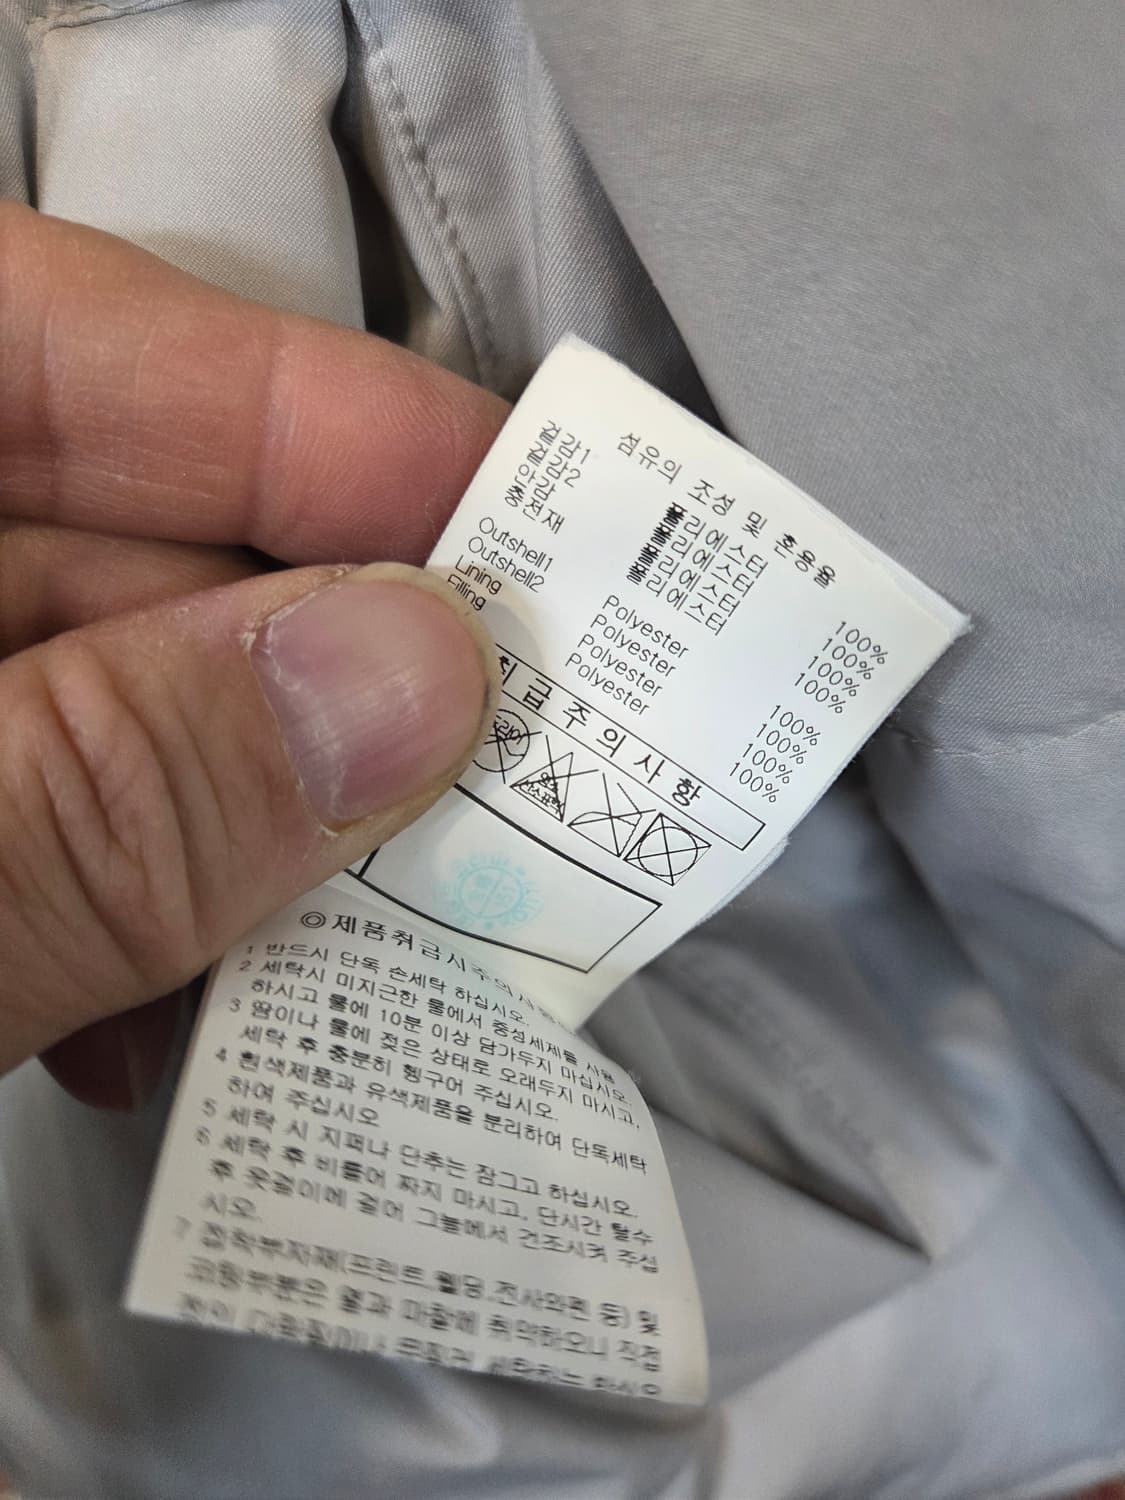 섬유의 조성 및 혼용율
겉감1 폴리에스터 100%
겉감2 폴리에스터 100%
안감 폴리에스터 100%
충전재 폴리에스터 100%
Outshell1 Polyester 100%
Outshell2 Polyester 100%
Lining Polyester 100%
Filling Polyester 100%
취급주의사항
드라이
염소 산소표백
◎제품취급시주의사항
1 반드시 단독 손세탁 하십시오.
2 세탁시 미지근한 물에서 중성세제를 사용
하시고 물에 10분 이상 담가두지 마십시오.
3 땀이나 물에 젖은 상태로 오래두지 마시고,
세탁 후 충분히 헹구어 주십시오.
4 흰색제품과 유색제품을 분리하여 단독세탁
하여 주십시오
5 세탁 시 지퍼나 단추는 잠그고 하십시오.
6 세탁 후 비틀어 짜지 마시고, 단시간 탈수
후 옷걸이에 걸어 그늘에서 건조시켜 주십
시오.
7 접착부자재(프린트,웰딩,전사와펜 등) 및
코팅부분은 열과 마찰에 취약하오니 직접